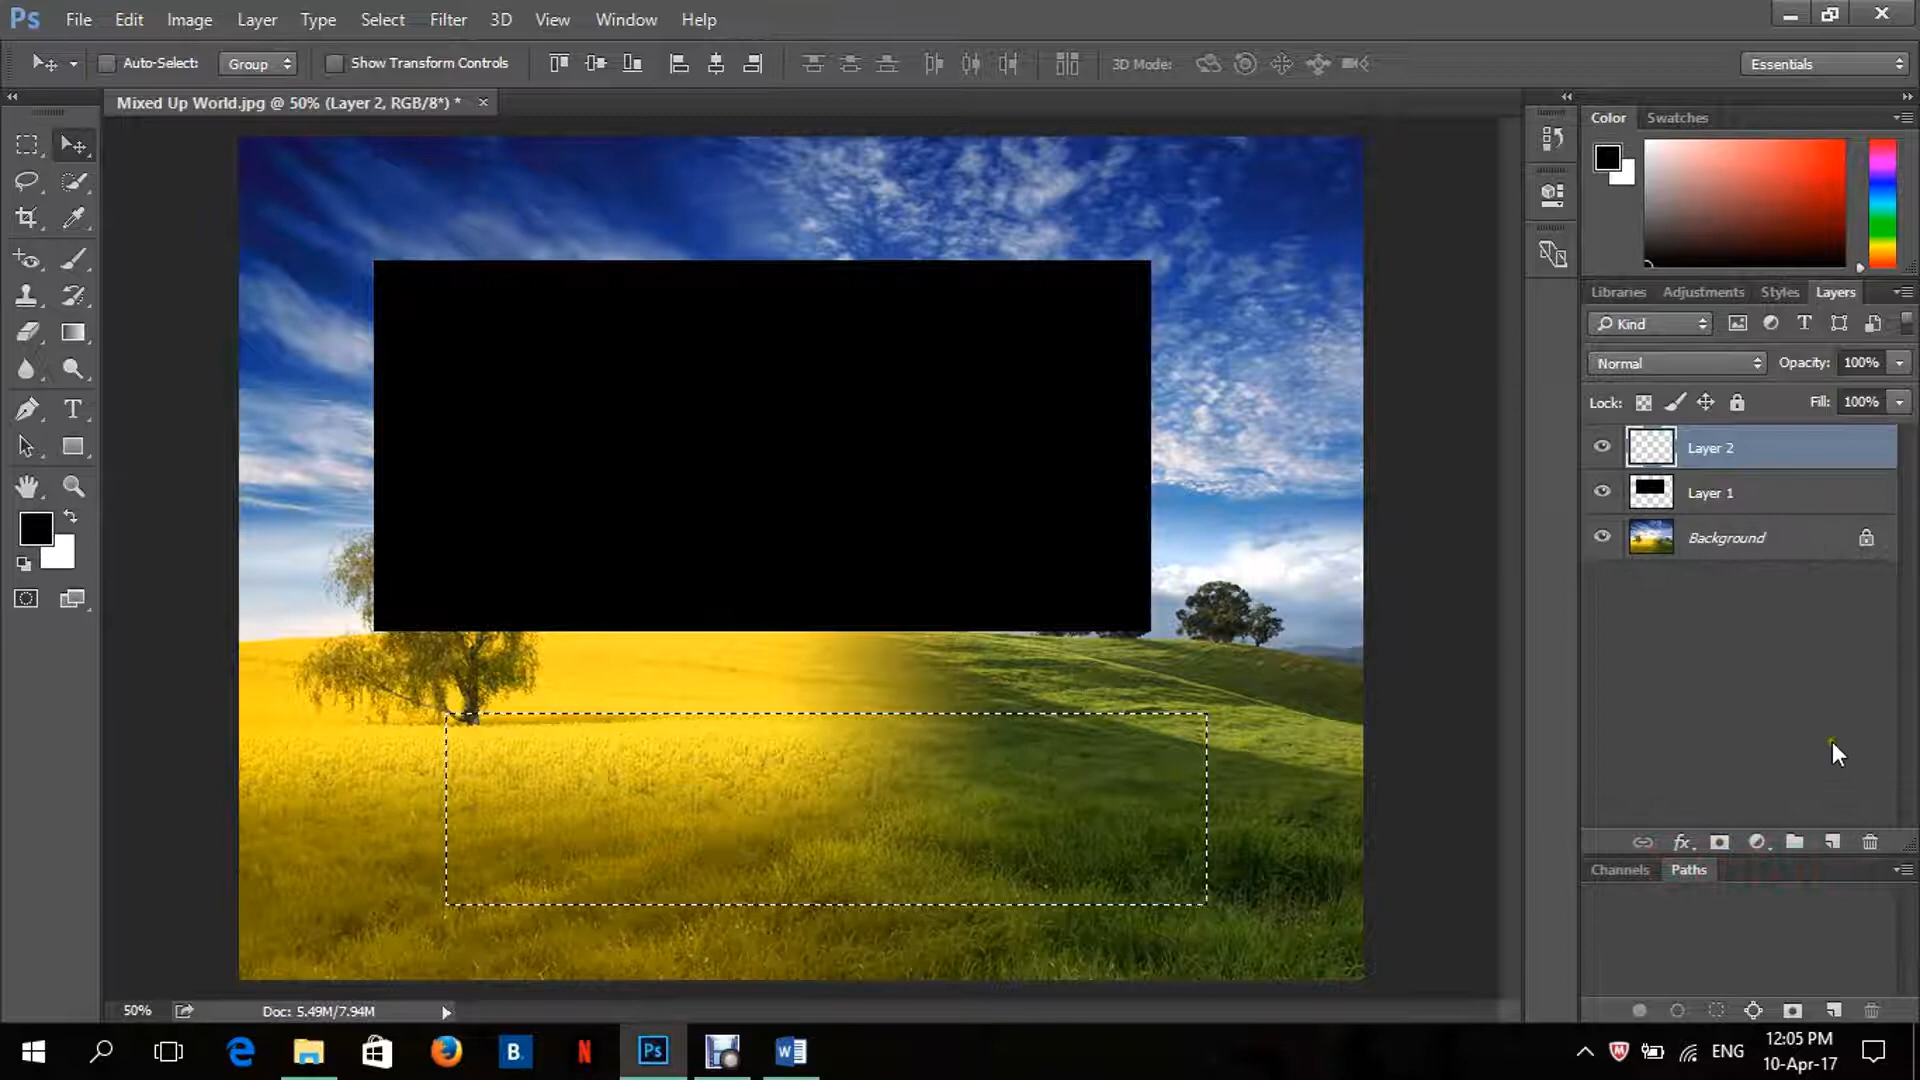 Ps File Edit Image Layer Type Select Filter 3D View Window Help
Auto-Select: Group Show Transform Controls 3D Mode: Essentials
Mixed Up World.jpg @ 50% (Layer 2, RGB/8*) * ×
Color Swatches
Libraries Adjustments Styles Layers
Kind
Normal Opacity: 100%
Lock: Fill: 100%
Layer 2
Layer 1
Background
Channels Paths
50% Doc: 5.49M/7.94M
B. N Ps W ENG 12:05 PM
10-Apr-17